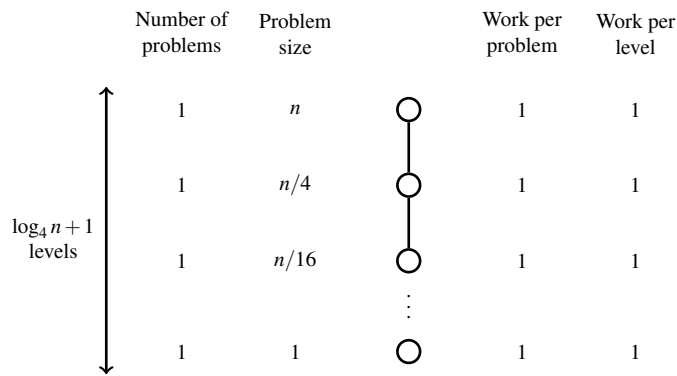 Number of problems Problem size Work per problem Work per level
1 n 1 1
1 n/4 1 1
log₄ n + 1 levels
1 n/16 1 1
⋮
1 1 1 1